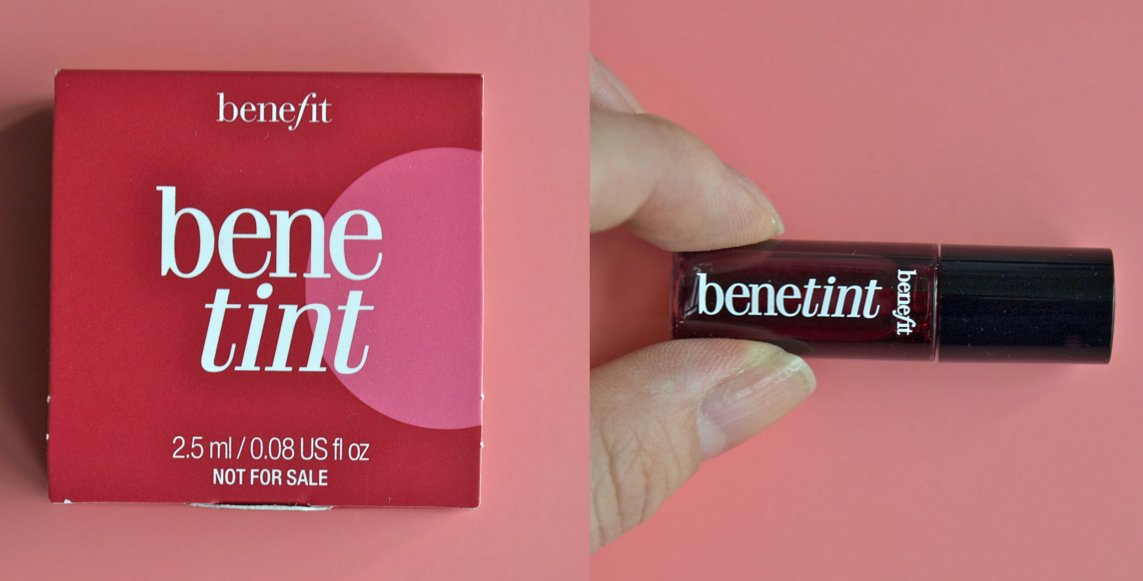 benefit
bene
tint
2.5 ml / 0.08 US fl oz
NOT FOR SALE
benetint
benefit